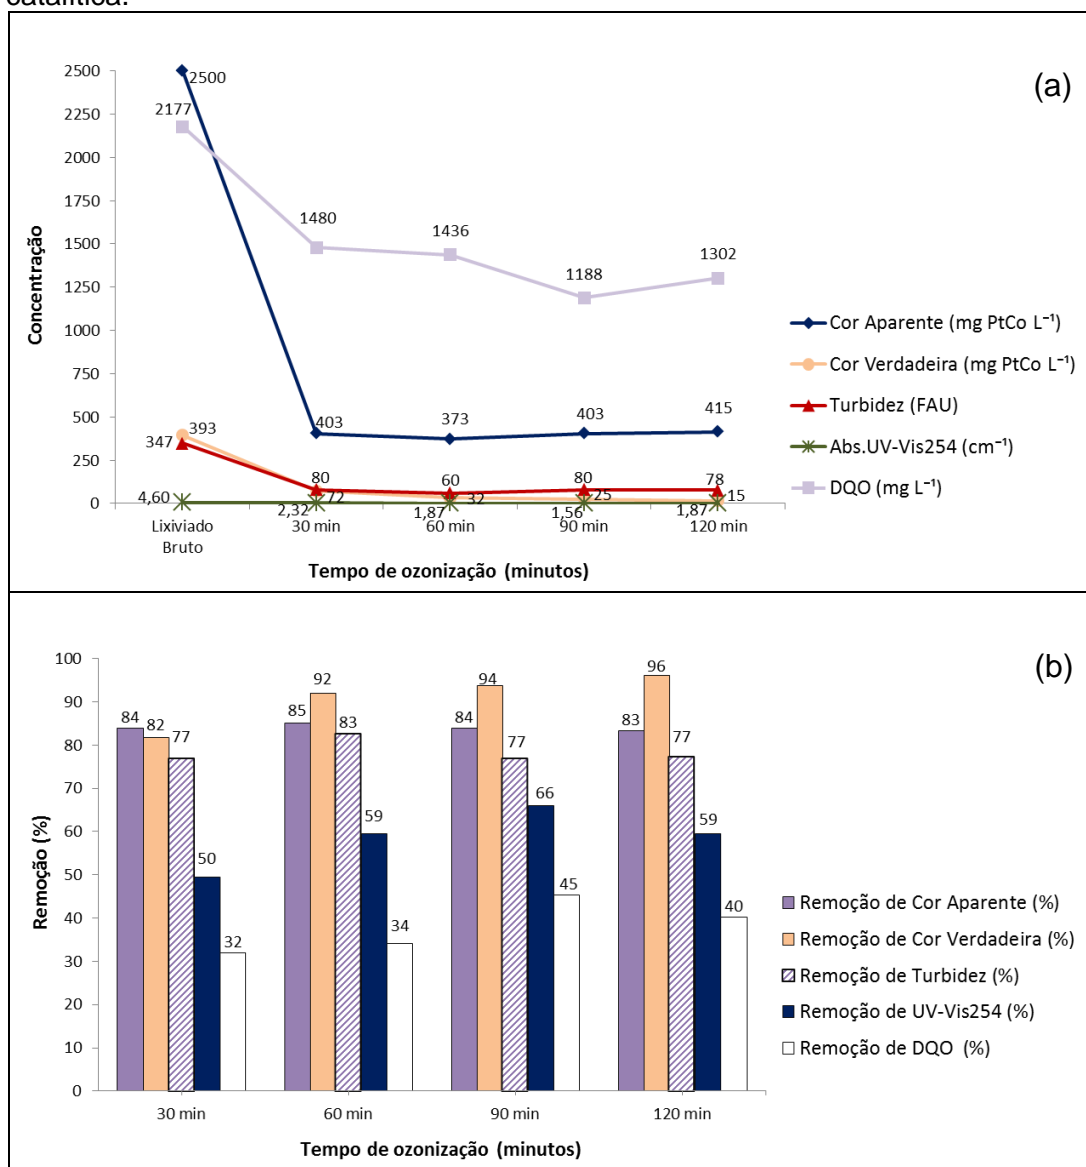 catalítica.
(a)
Concentração
2500
2250
2000
1750
1500
1250
1000
750
500
250
0
2500
2177
1480
1436
1188
1302
403
373
403
415
393
347
80
60
80
78
72
32
25
15
4,60
2,32
1,87
1,56
1,87
Lixiviado
Bruto
30 min
60 min
90 min
120 min
Tempo de ozonização (minutos)
Cor Aparente (mg PtCo L⁻¹)
Cor Verdadeira (mg PtCo L⁻¹)
Turbidez (FAU)
Abs.UV-Vis254 (cm⁻¹)
DQO (mg L⁻¹)
(b)
Remoção (%)
100
90
80
70
60
50
40
30
20
10
0
84
82
77
50
32
85
92
83
59
34
84
94
77
66
45
83
96
77
59
40
30 min
60 min
90 min
120 min
Tempo de ozonização (minutos)
Remoção de Cor Aparente (%)
Remoção de Cor Verdadeira (%)
Remoção de Turbidez (%)
Remoção de UV-Vis254 (%)
Remoção de DQO (%)